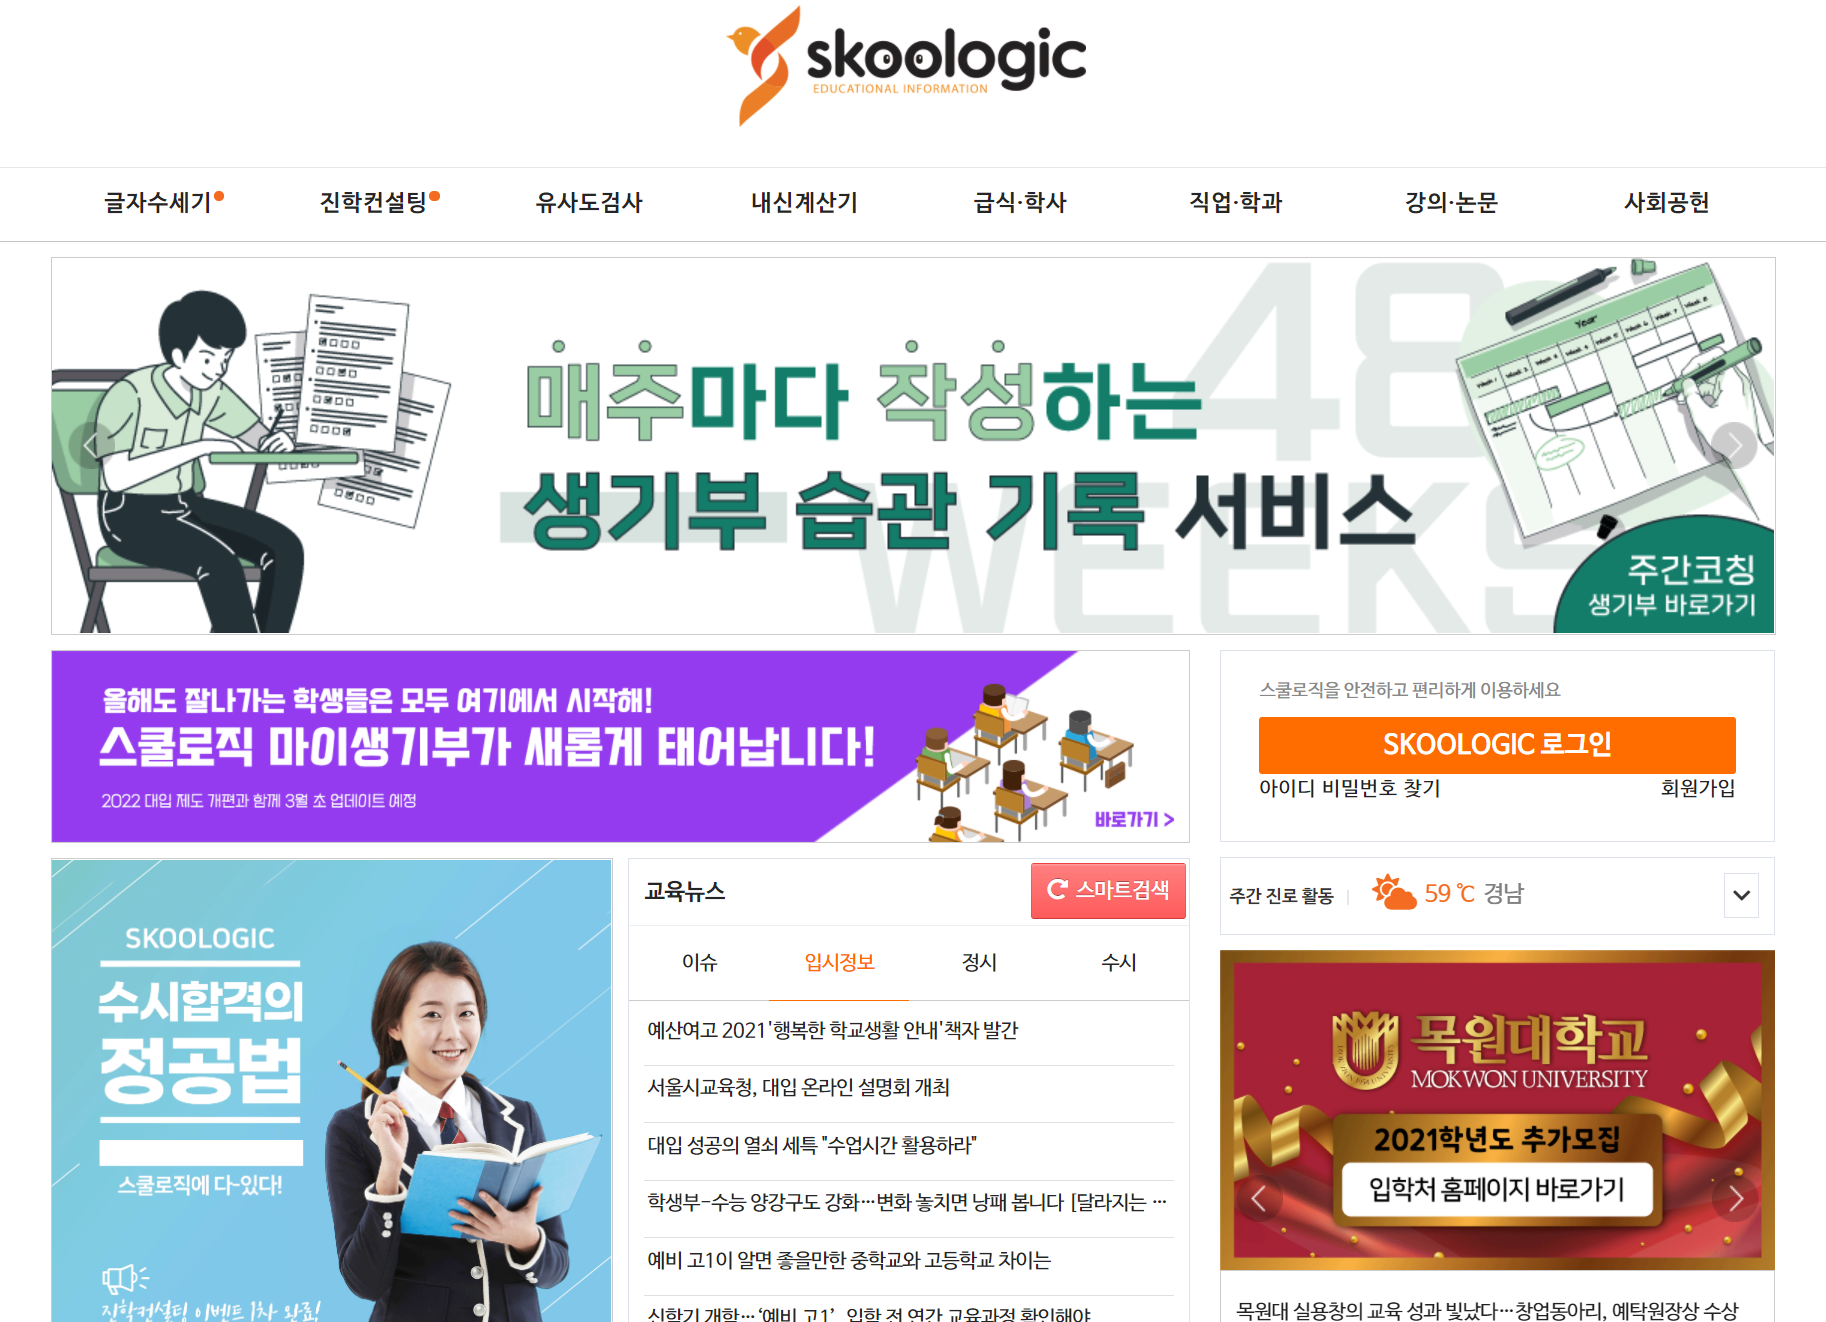 skoologic
EDUCATIONAL INFORMATION
글자수세기
진학컨설팅
유사도검사
내신계산기
급식·학사
직업·학과
강의·논문
사회공헌
48
WEEKS
매주마다 작성하는
생기부 습관 기록 서비스
Year
주간코칭
생기부 바로가기
올해도 잘나가는 학생들은 모두 여기에서 시작해!
스쿨로직 마이생기부가 새롭게 태어납니다!
2022 대입 제도 개편과 함께 3월 초 업데이트 예정
바로가기 >
스쿨로직을 안전하고 편리하게 이용하세요
SKOOLOGIC 로그인
아이디 비밀번호 찾기
회원가입
SKOOLOGIC
수시합격의
정공법
스쿨로직에 다-있다!
진학컨설팅 이벤트 1차 완료!
교육뉴스
스마트검색
이슈
입시정보
정시
수시
예산여고 2021'행복한 학교생활 안내'책자 발간
서울시교육청, 대입 온라인 설명회 개최
대입 성공의 열쇠 세특 "수업시간 활용하라"
학생부-수능 양강구도 강화…변화 놓치면 낭패 봅니다 [달라지는 …
예비 고1이 알면 좋을만한 중학교와 고등학교 차이는
신학기 개학…‘예비 고1’, 입학 전 연간 교육과정 확인해야
주간 진로 활동
59 ℃ 경남
목원대학교
MOKWON UNIVERSITY
2021학년도 추가모집
입학처 홈페이지 바로가기
목원대 실용창의 교육 성과 빛났다…창업동아리, 예탁원장상 수상